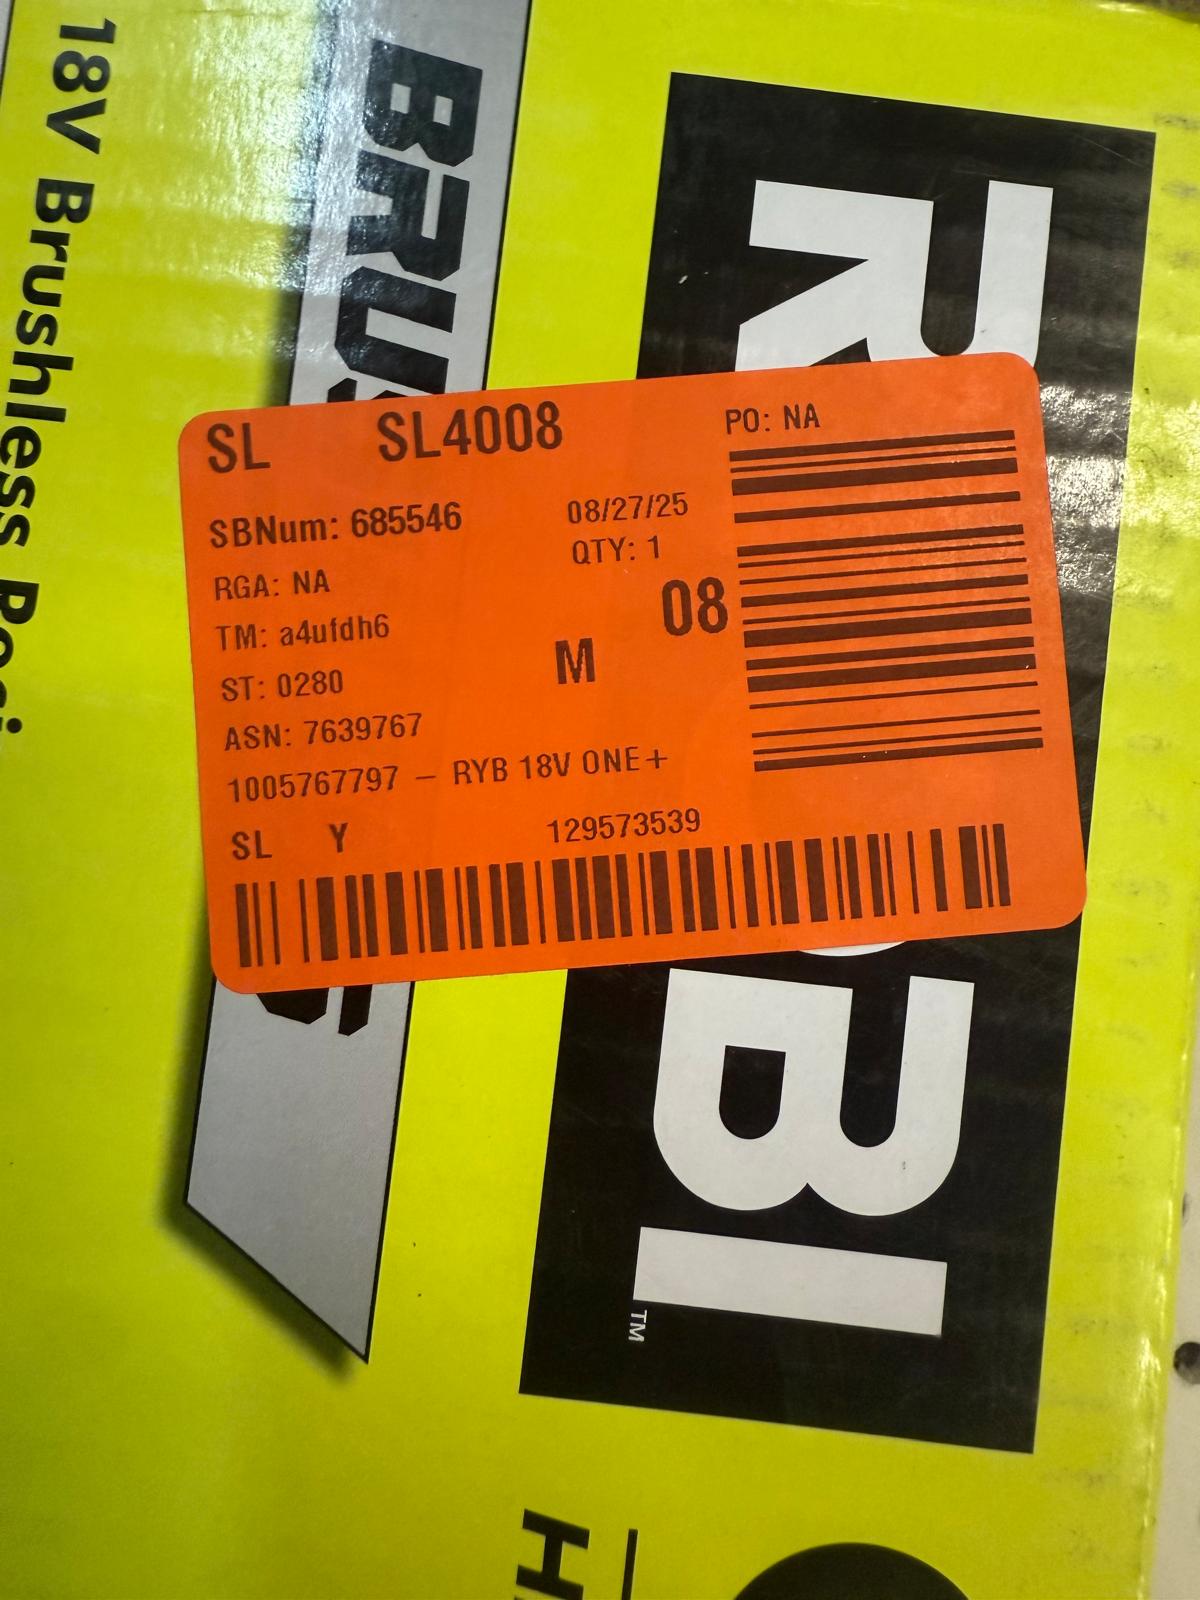 SL SL4008 PO: NA
SBNum: 685546 08/27/25
RGA: NA QTY: 1
TM: a4ufdh6 08
ST: 0280 M
ASN: 7639767
1005767797 – RYB 18V ONE+
SL Y 129573539
18V Brushless
TM